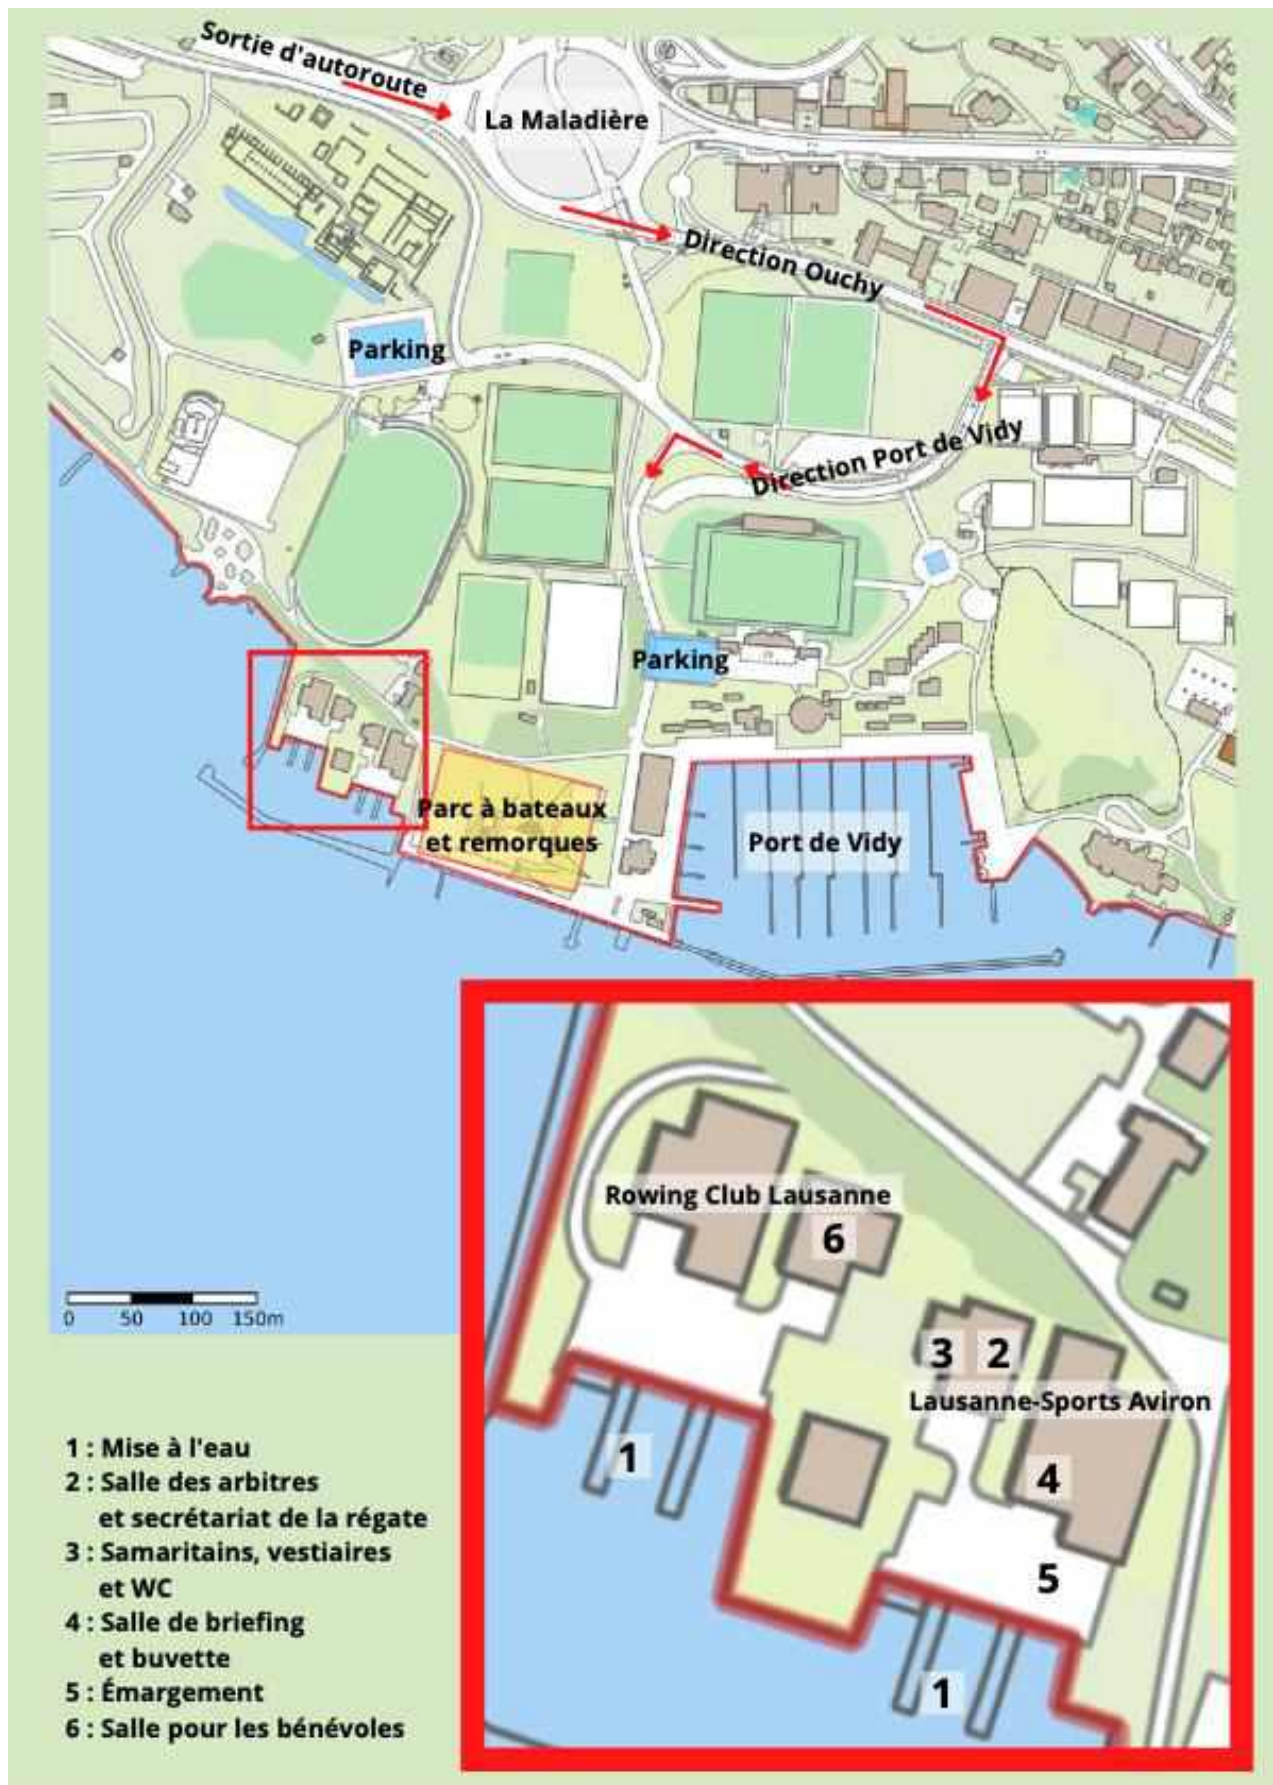 Sortie d'autoroute
La Maladière
Direction Ouchy
Parking
Direction Port de Vidy
Parking
Parc à bateaux
et remorques
Port de Vidy
Rowing Club Lausanne
6
3 2
Lausanne-Sports Aviron
1
4
5
1
0 50 100 150m
1 : Mise à l'eau
2 : Salle des arbitres
et secrétariat de la régate
3 : Samaritains, vestiaires
et WC
4 : Salle de briefing
et buvette
5 : Émargement
6 : Salle pour les bénévoles